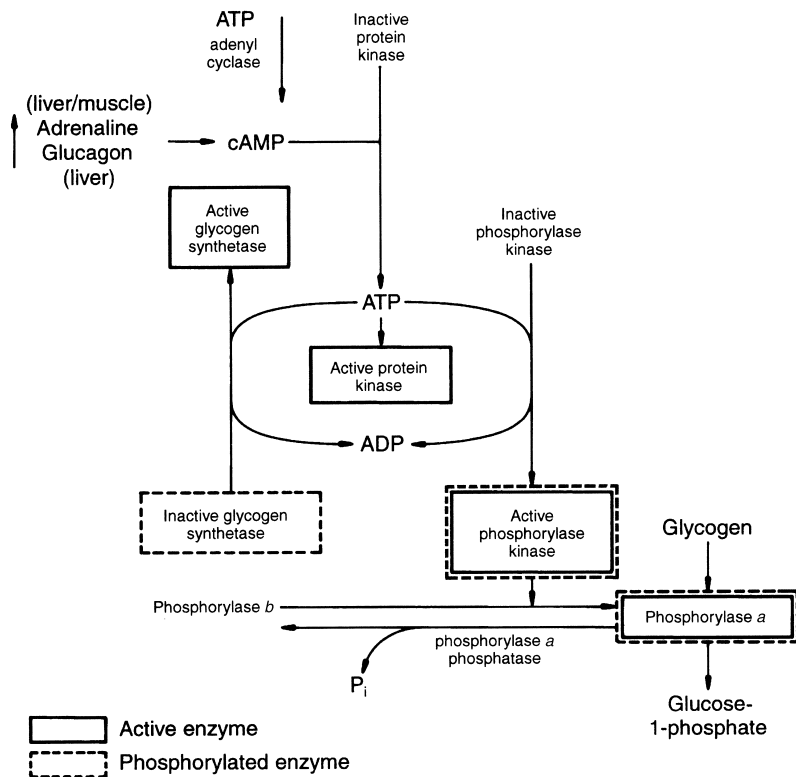 ATP
adenyl
cyclase
Inactive
protein
kinase
(liver/muscle)
Adrenaline
Glucagon
(liver)
cAMP
Active
glycogen
synthetase
Inactive
phosphorylase
kinase
ATP
Active protein
kinase
ADP
Inactive glycogen
synthetase
Active
phosphorylase
kinase
Glycogen
Phosphorylase b
Phosphorylase a
phosphorylase a
phosphatase
Pi
Glucose-
1-phosphate
Active enzyme
Phosphorylated enzyme